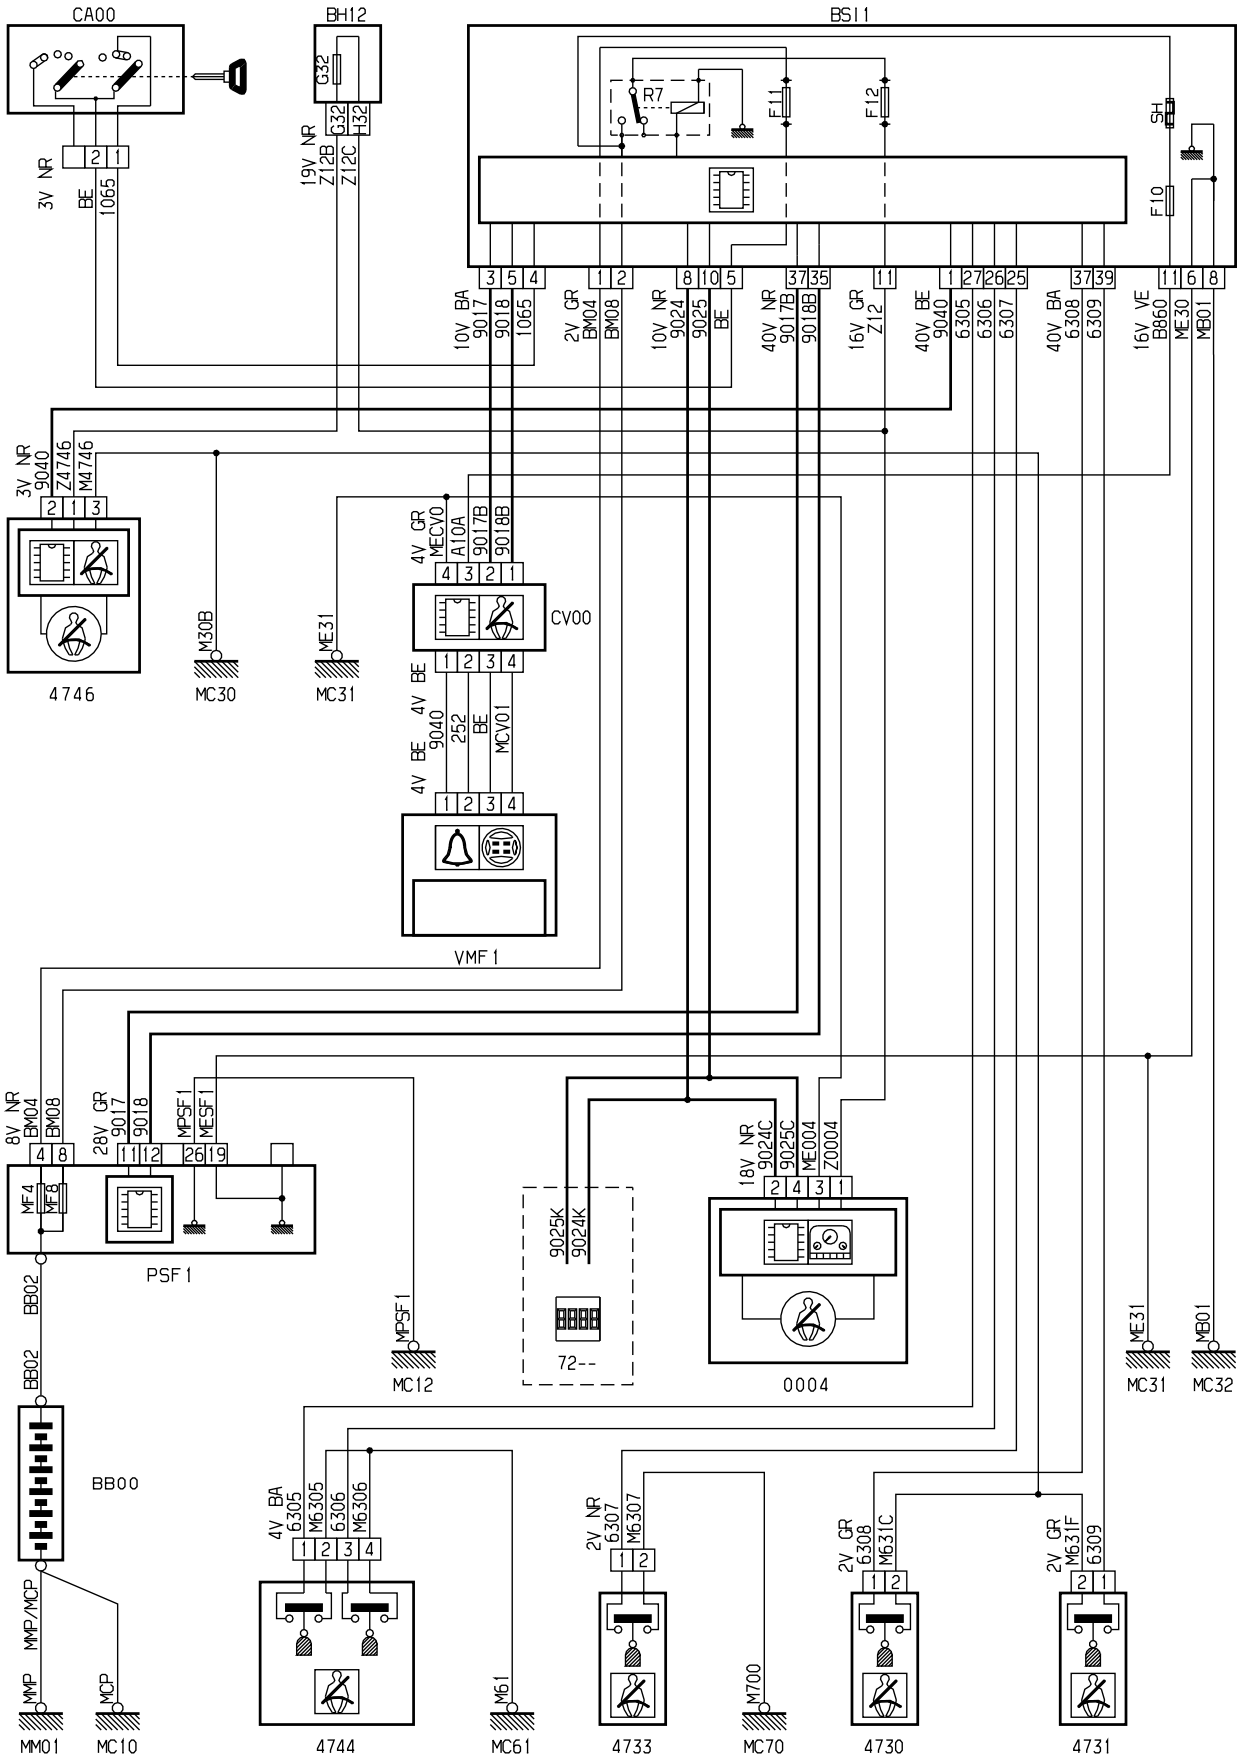 CA00
BH12
BSI1
G32
R7
F11
F12
SH
F10
G32
H32
2
1
3V NR
BE
1065
19V NR
Z12B
Z12C
3
5
4
1
2
8
10
5
37
35
11
1
27
26
25
37
39
11
6
8
10V BA
9017
9018
1065
2V GR
BM04
BM08
10V NR
9024
9025
BE
40V NR
9017B
9018B
16V GR
Z12
40V BE
9040
6305
6306
6307
40V BA
6308
6309
16V VE
B860
ME30
MB01
3V NR
9040
Z4746
M4746
2
1
3
4746
M30B
MC30
ME31
MC31
4V GR
MECV0
A10A
9017B
9018B
4
3
2
1
CV00
1
2
3
4
4V BE
9040
252
BE
MCV01
4V BE
1
2
3
4
VMF1
8V NR
BM04
BM08
28V GR
9017
9018
MPSF1
MESF1
4
8
11
12
26
19
MF4
MF8
PSF1
18V NR
9024C
9025C
ME004
Z0004
2
4
3
1
0004
9025K
9024K
72--
BB02
BB02
MPSF1
MC12
ME31
MC31
MB01
MC32
BB00
MMP/MCP
MMP
MCP
MM01
MC10
4V BA
6305
M6305
6306
M6306
1
2
3
4
4744
M61
MC61
2V NR
6307
M6307
1
2
4733
M700
MC70
2V GR
6308
M631C
1
2
4730
2V GR
M631F
6309
2
1
4731